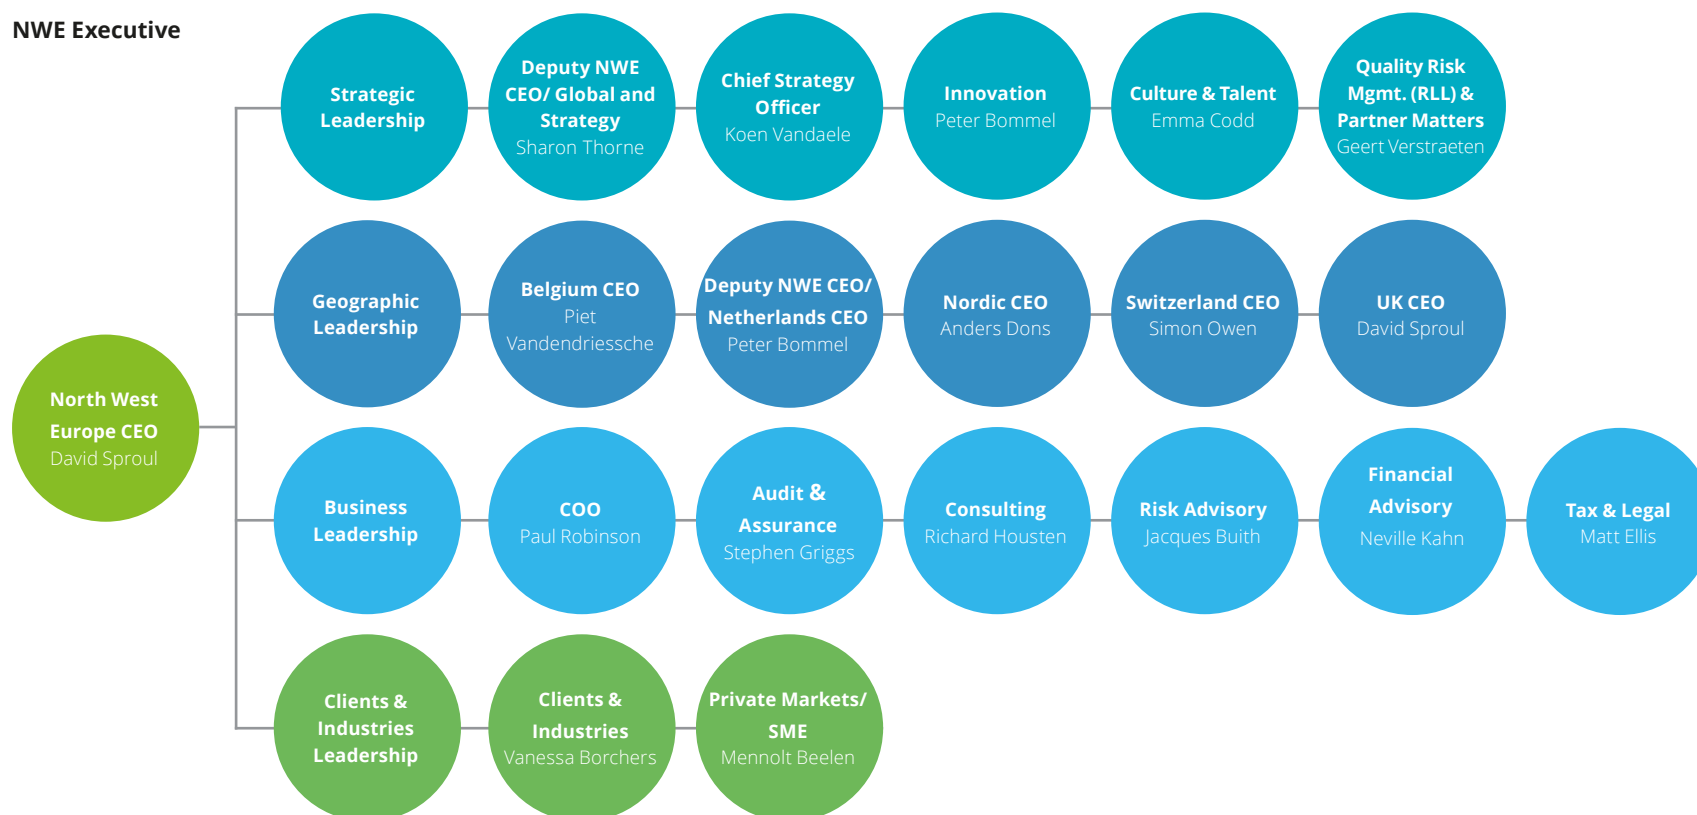 NWE Executive
Strategic
Leadership
Deputy NWE
CEO/ Global and
Strategy
Sharon Thorne
Chief Strategy
Officer
Koen Vandaele
Innovation
Peter Bommel
Culture & Talent
Emma Codd
Quality Risk
Mgmt. (RLL) &
Partner Matters
Geert Verstraeten
Geographic
Leadership
Belgium CEO
Piet
Vandendriessche
Deputy NWE CEO/
Netherlands CEO
Peter Bommel
Nordic CEO
Anders Dons
Switzerland CEO
Simon Owen
UK CEO
David Sproul
North West
Europe CEO
David Sproul
Business
Leadership
COO
Paul Robinson
Audit &
Assurance
Stephen Griggs
Consulting
Richard Housten
Risk Advisory
Jacques Buith
Financial
Advisory
Neville Kahn
Tax & Legal
Matt Ellis
Clients &
Industries
Leadership
Clients &
Industries
Vanessa Borchers
Private Markets/
SME
Mennolt Beelen